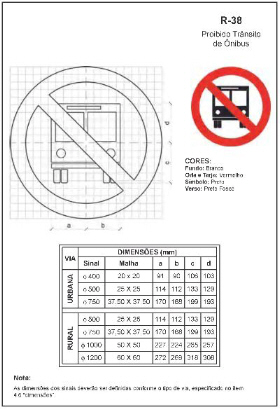 R-38
Proibido Trânsito
de Ônibus
a
b
CORES:
Fundo: Branco
Orla e Tarja: Vermelho
Símbolo: Preto
Verso: Preto Fosco
VIA
DIMENSÕES (mm)
Sinal Malha a b c d
URBANA
ø 400 20 x 20 91 90 106 103
ø 500 25 x 25 114 112 133 129
ø 750 37,50 X 37,50 170 168 199 193
RURAL
ø 500 25 x 25 114 112 133 129
ø 750 37,50 X 37,50 170 168 199 193
ø 1000 50 x 50 227 224 265 257
ø 1200 60 x 60 272 268 318 308
Nota:
As dimensões dos sinais deverão ser definidas conforme o tipo de via, especificado no item
4.6 "dimensões"